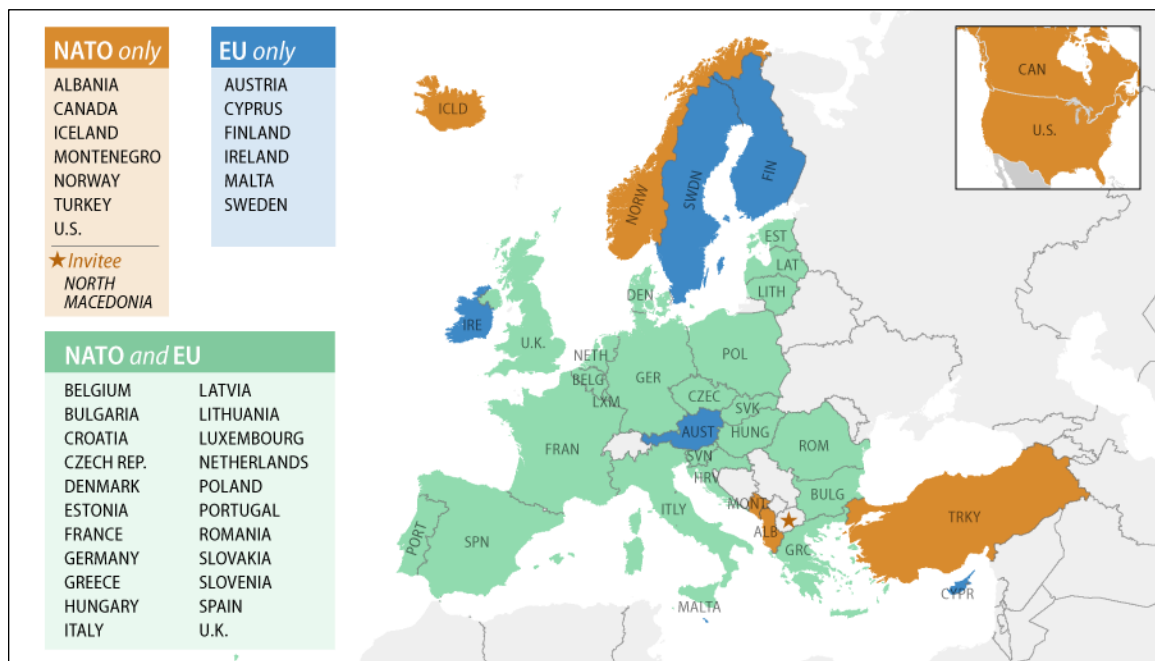 NATO only
ALBANIA
CANADA
ICELAND
MONTENEGRO
NORWAY
TURKEY
U.S.
Invitee
NORTH
MACEDONIA
EU only
AUSTRIA
CYPRUS
FINLAND
IRELAND
MALTA
SWEDEN
NATO and EU
BELGIUM
BULGARIA
CROATIA
CZECH REP.
DENMARK
ESTONIA
FRANCE
GERMANY
GREECE
HUNGARY
ITALY
LATVIA
LITHUANIA
LUXEMBOURG
NETHERLANDS
POLAND
PORTUGAL
ROMANIA
SLOVAKIA
SLOVENIA
SPAIN
U.K.
CAN
U.S.
ICLD
NORW
SWDN
FIN
EST
LAT
LITH
DEN
IRE
U.K.
NETH
BELG
LXM
GER
POL
CZEC
SVK
AUST
HUNG
ROM
FRAN
SVN
HRV
ITLY
MONT.
ALB
BULG
GRC
TRKY
PORT
SPN
MALTA
CYPR